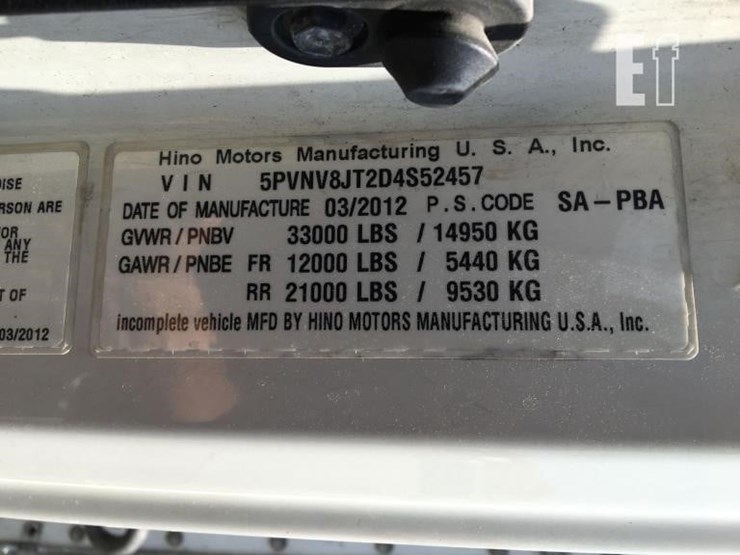 Ef
Hino Motors Manufacturing U. S. A., Inc.
VIN 5PVNV8JT2D4S52457
DATE OF MANUFACTURE 03/2012 P.S. CODE SA-PBA
GVWR / PNBV 33000 LBS / 14950 KG
GAWR / PNBE FR 12000 LBS / 5440 KG
RR 21000 LBS / 9530 KG
incomplete vehicle MFD BY HINO MOTORS MANUFACTURING U.S.A., Inc.
RSON ARE
ANY
THE
T OF
03/2012